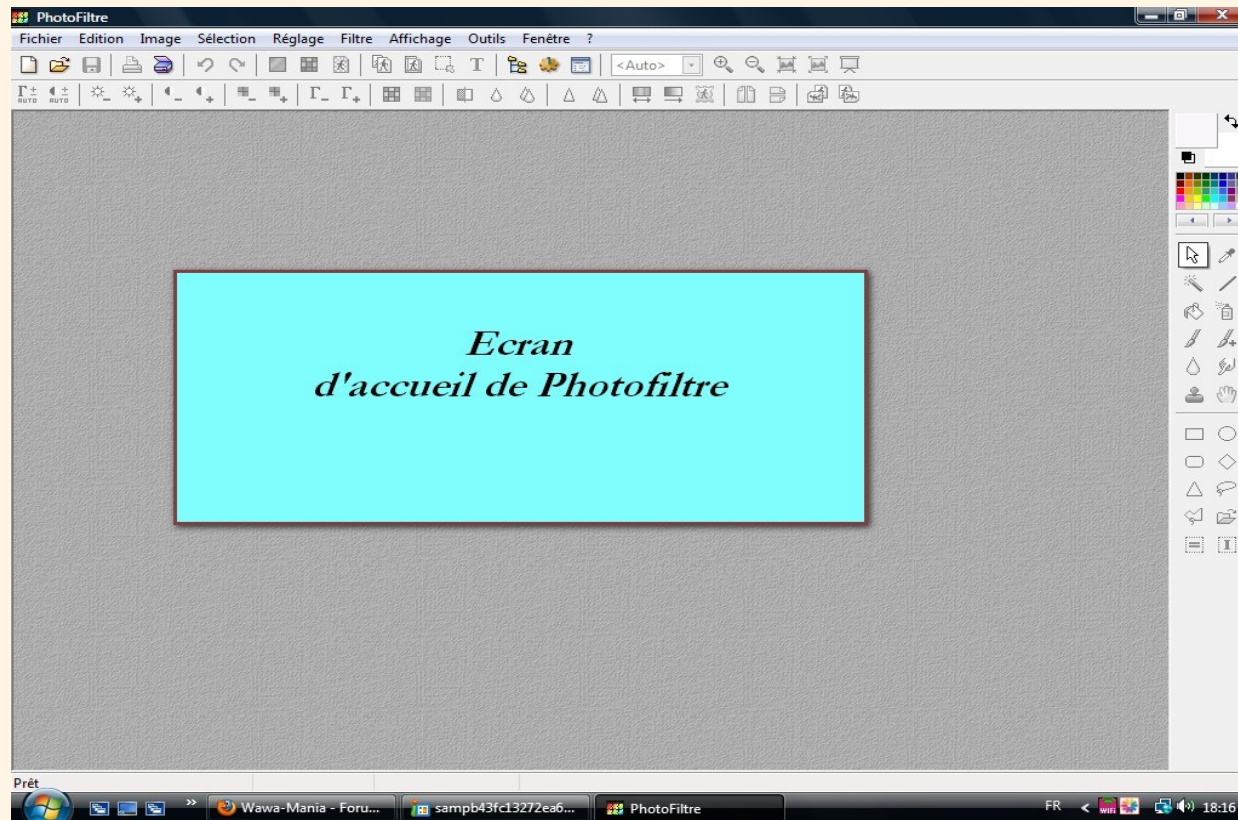 PhotoFiltre
Fichier Edition Image Sélection Réglage Filtre Affichage Outils Fenêtre ?
<Auto>
Ecran
d'accueil de Photofiltre
Prêt
Wawa-Mania - Foru... sampb43fc13272ea6... PhotoFiltre FR 18:16